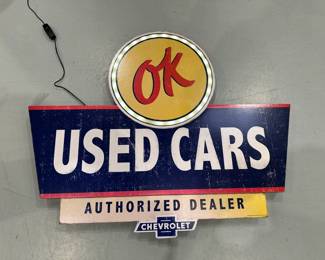 OK
USED CARS
AUTHORIZED DEALER
CHEVROLET